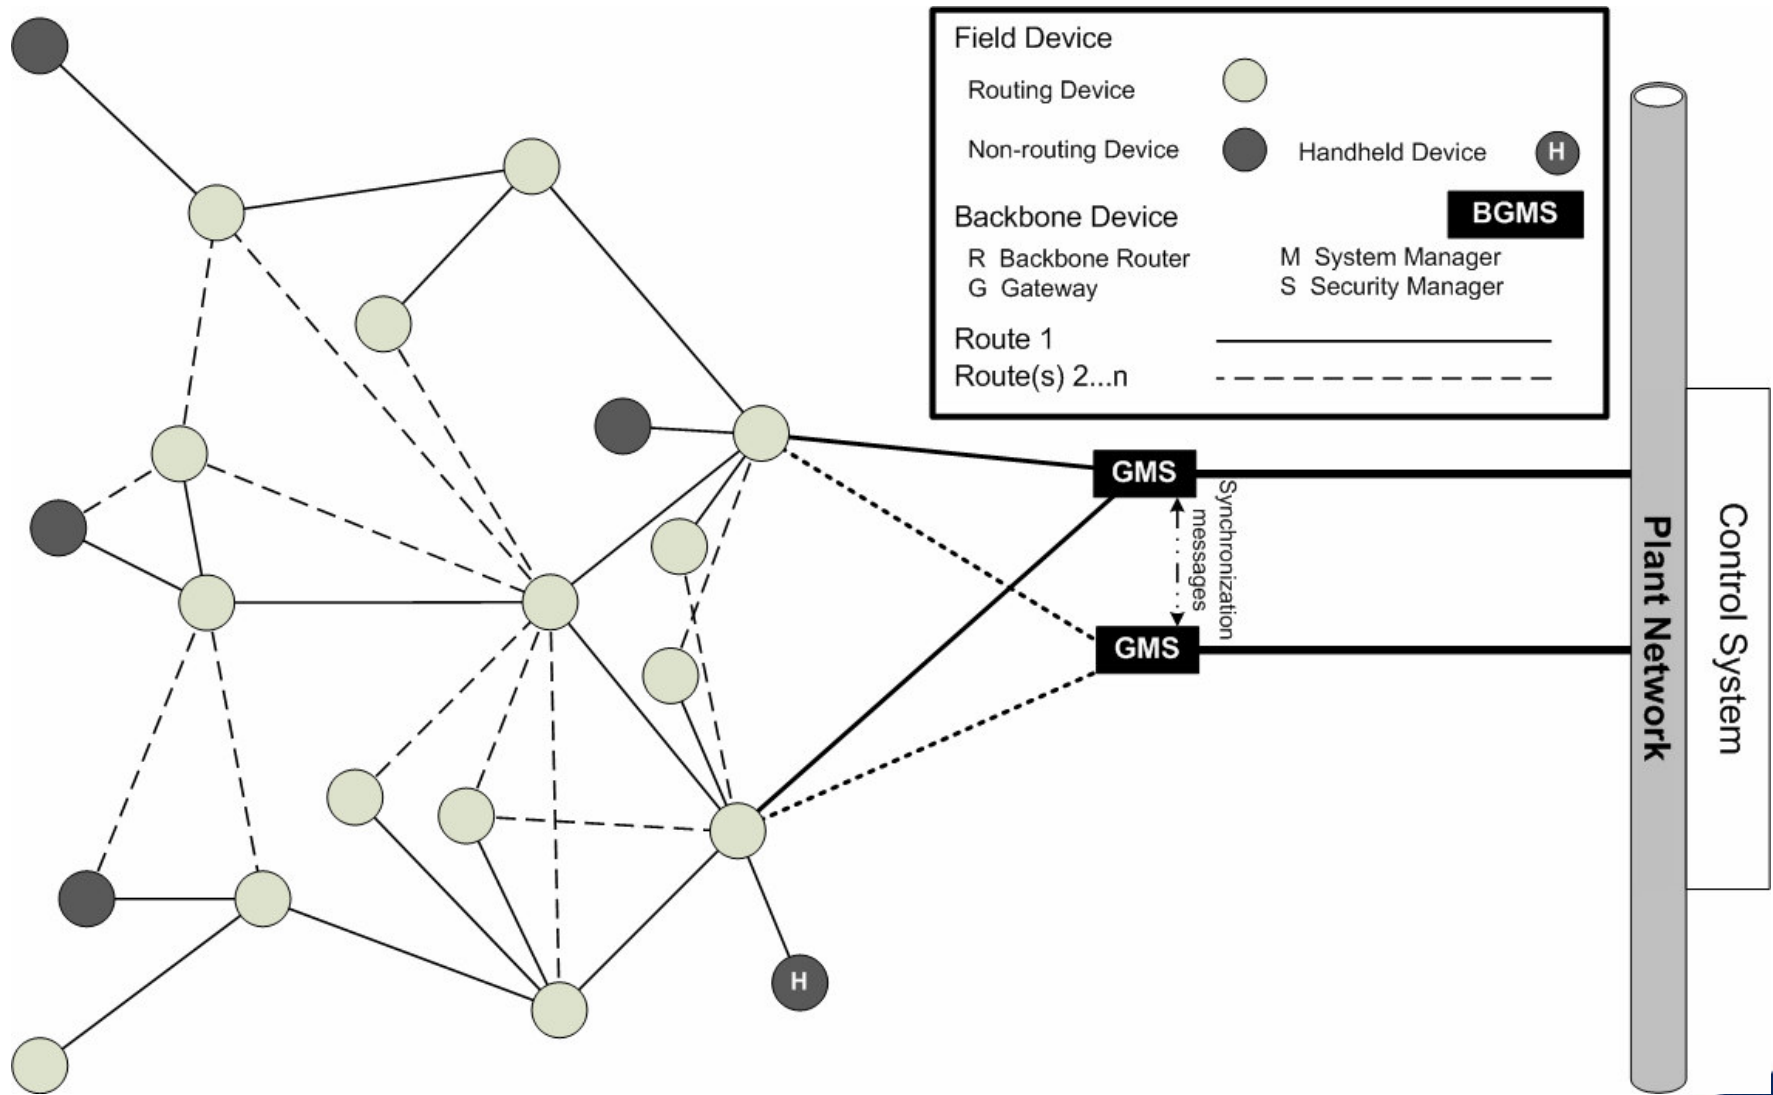 Field Device
Routing Device
Non-routing Device
Handheld Device
H
Backbone Device
BGMS
R Backbone Router
M System Manager
G Gateway
S Security Manager
Route 1
Route(s) 2...n
GMS
Synchronization
messages
GMS
H
Plant Network
Control System